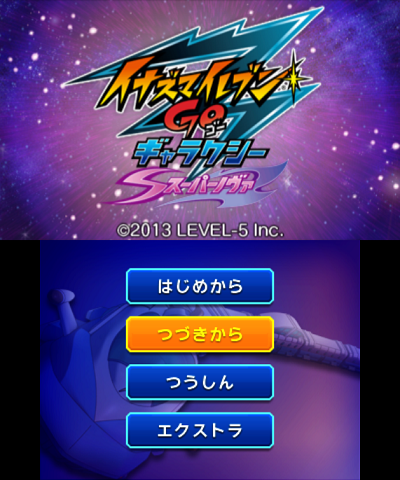 イナズマイレブン
GO
ゴー
ギャラクシー
Sスーパーノヴァ
©2013 LEVEL-5 Inc.
はじめから
つづきから
つうしん
エクストラ